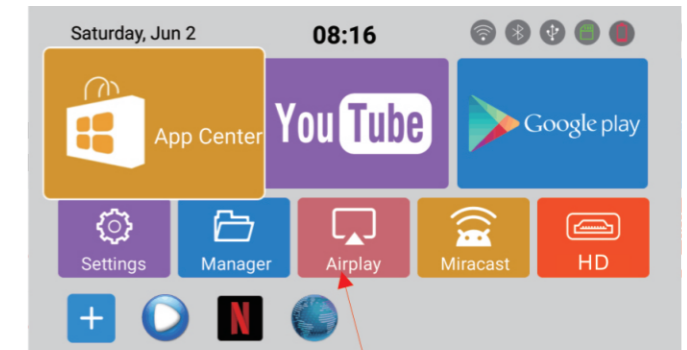 Saturday, Jun 2 08:16
App Center
YouTube
Google play
Settings
Manager
Airplay
Miracast
HD
N